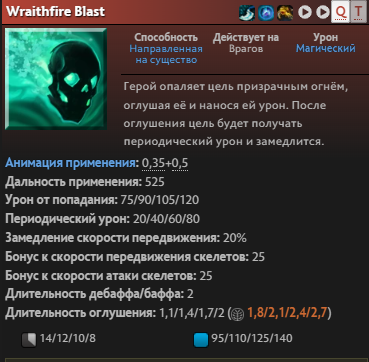 Wraithfire Blast
Q T
Способность
Направленная
на существо
Действует на
Врагов
Урон
Магический
Герой опаляет цель призрачным огнём,
оглушая её и нанося ей урон. После
оглушения цель будет получать
периодический урон и замедлится.
Анимация применения: 0,35+0,5
Дальность применения: 525
Урон от попадания: 75/90/105/120
Периодический урон: 20/40/60/80
Замедление скорости передвижения: 20%
Бонус к скорости передвижения скелетов: 25
Бонус к скорости атаки скелетов: 25
Длительность дебаффа/баффа: 2
Длительность оглушения: 1,1/1,4/1,7/2 (1,8/2,1/2,4/2,7)
14/12/10/8
95/110/125/140